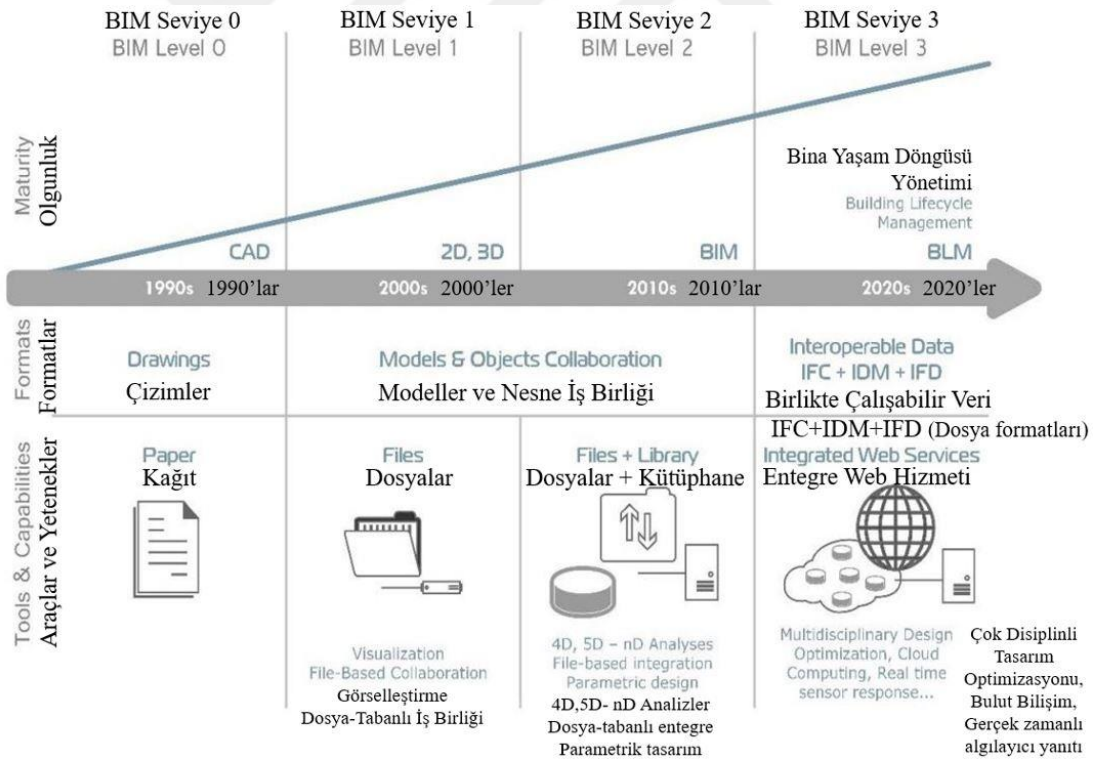 BIM Seviye 0
BIM Level 0
BIM Seviye 1
BIM Level 1
BIM Seviye 2
BIM Level 2
BIM Seviye 3
BIM Level 3
Maturity
Olgunluk
Bina Yaşam Döngüsü
Yönetimi
Building Lifecycle
Management
CAD
2D, 3D
BIM
BLM
1990s 1990’lar
2000s 2000’ler
2010s 2010’lar
2020s 2020’ler
Formats
Formatlar
Drawings
Çizimler
Models & Objects Collaboration
Modeller ve Nesne İş Birliği
Interoperable Data
IFC + IDM + IFD
Birlikte Çalışabilir Veri
IFC+IDM+IFD (Dosya formatları)
Tools & Capabilities
Araçlar ve Yetenekler
Paper
Kağıt
Files
Dosyalar
Visualization
File-Based Collaboration
Görselleştirme
Dosya-Tabanlı İş Birliği
Files + Library
Dosyalar + Kütüphane
4D, 5D – nD Analyses
File-based integration
Parametric design
4D,5D- nD Analizler
Dosya-tabanlı entegre
Parametrik tasarım
Integrated Web Services
Entegre Web Hizmeti
Multidisciplinary Design
Optimization, Cloud
Computing, Real time
sensor response...
Çok Disiplinli
Tasarım
Optimizasyonu,
Bulut Bilişim,
Gerçek zamanlı
algılayıcı yanıtı